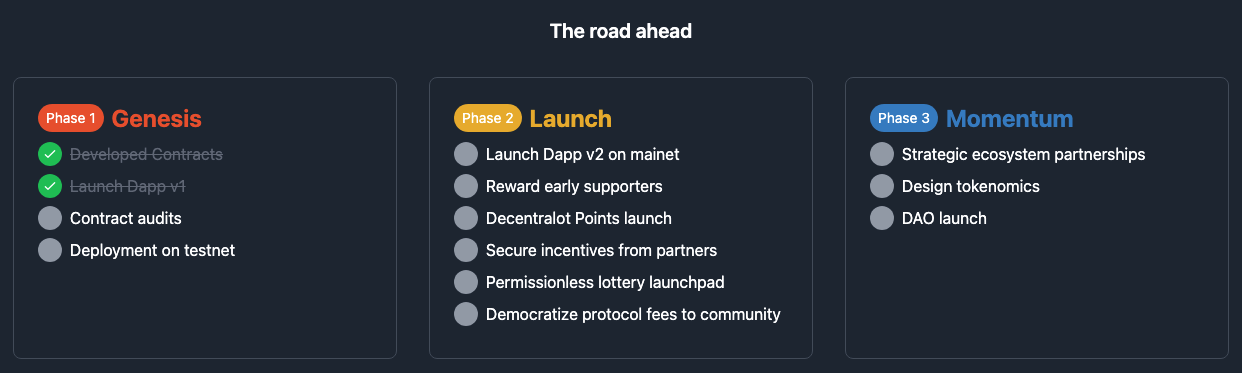 The road ahead
Phase 1 Genesis
Developed Contracts
Launch Dapp v1
Contract audits
Deployment on testnet
Phase 2 Launch
Launch Dapp v2 on mainet
Reward early supporters
Decentralot Points launch
Secure incentives from partners
Permissionless lottery launchpad
Democratize protocol fees to community
Phase 3 Momentum
Strategic ecosystem partnerships
Design tokenomics
DAO launch